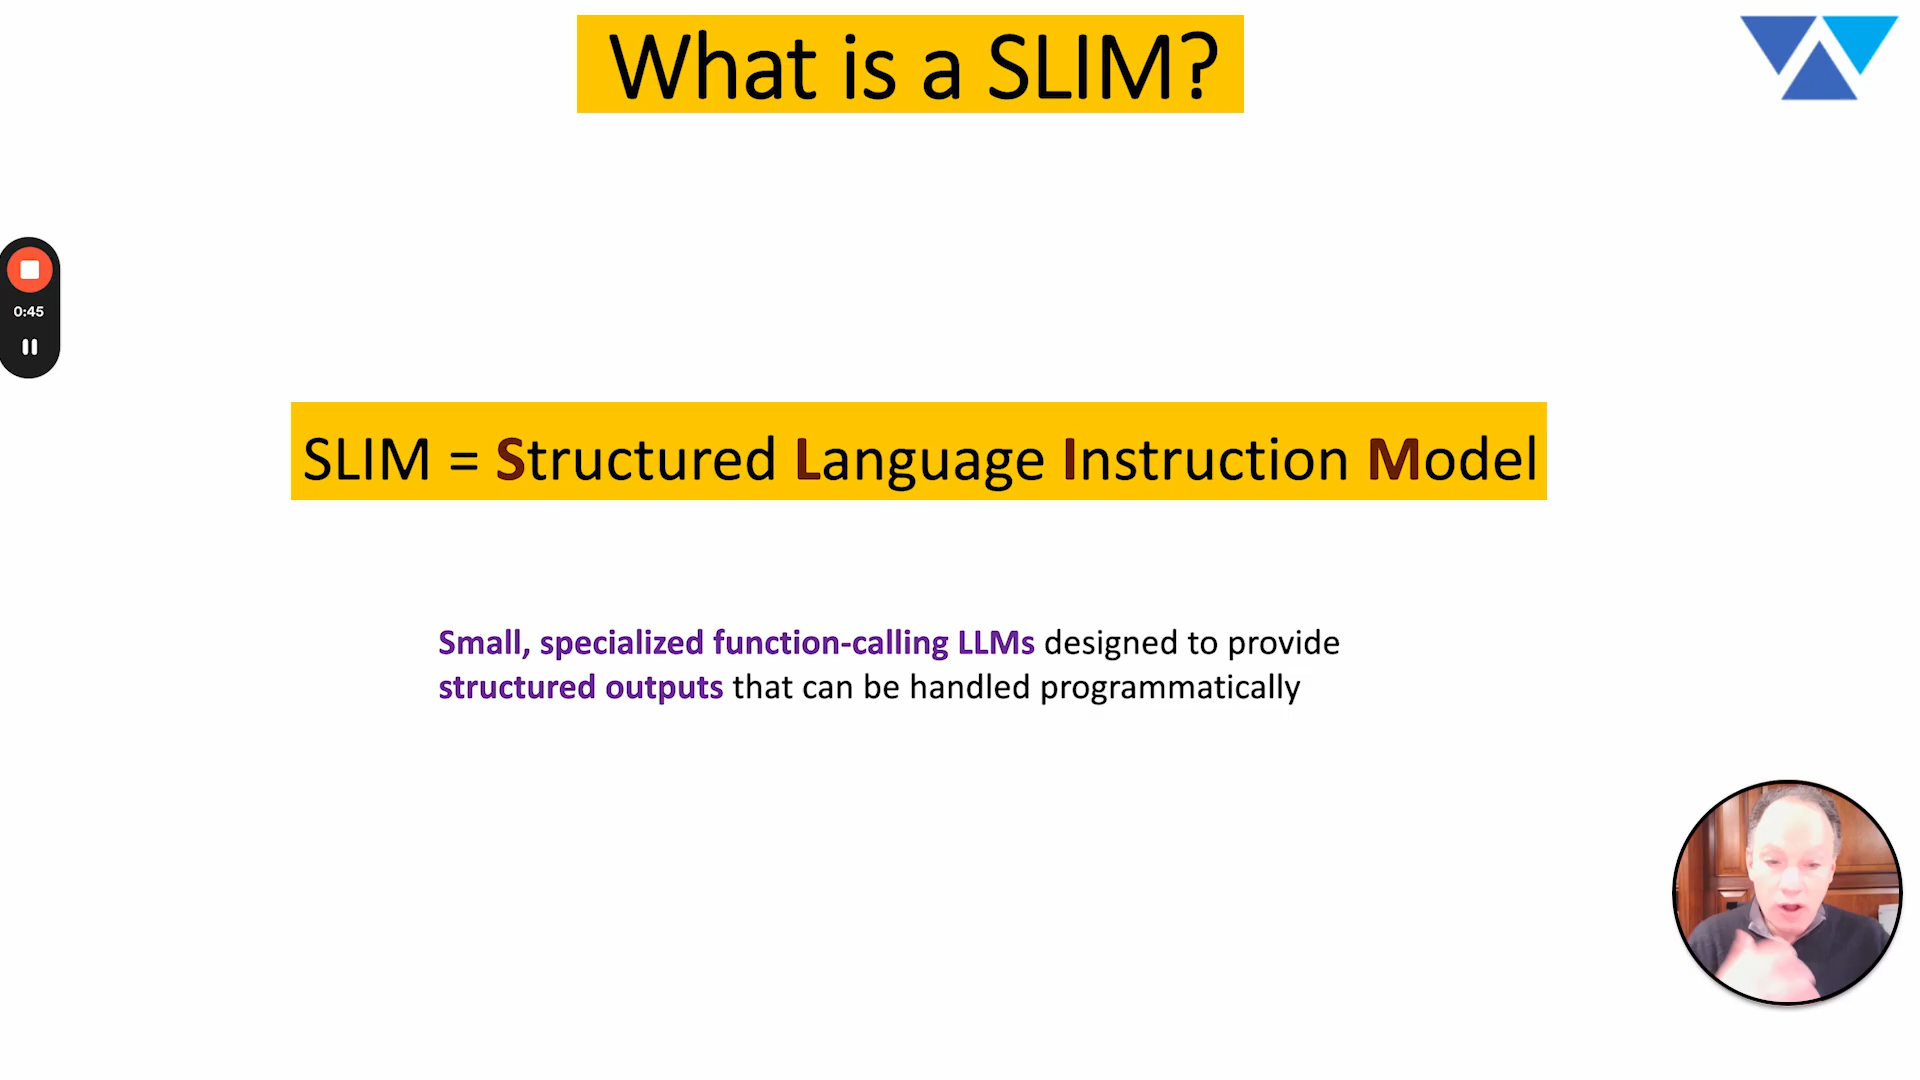 What is a SLIM?
0:45
SLIM = Structured Language Instruction Model
Small, specialized function-calling LLMs designed to provide
structured outputs that can be handled programmatically